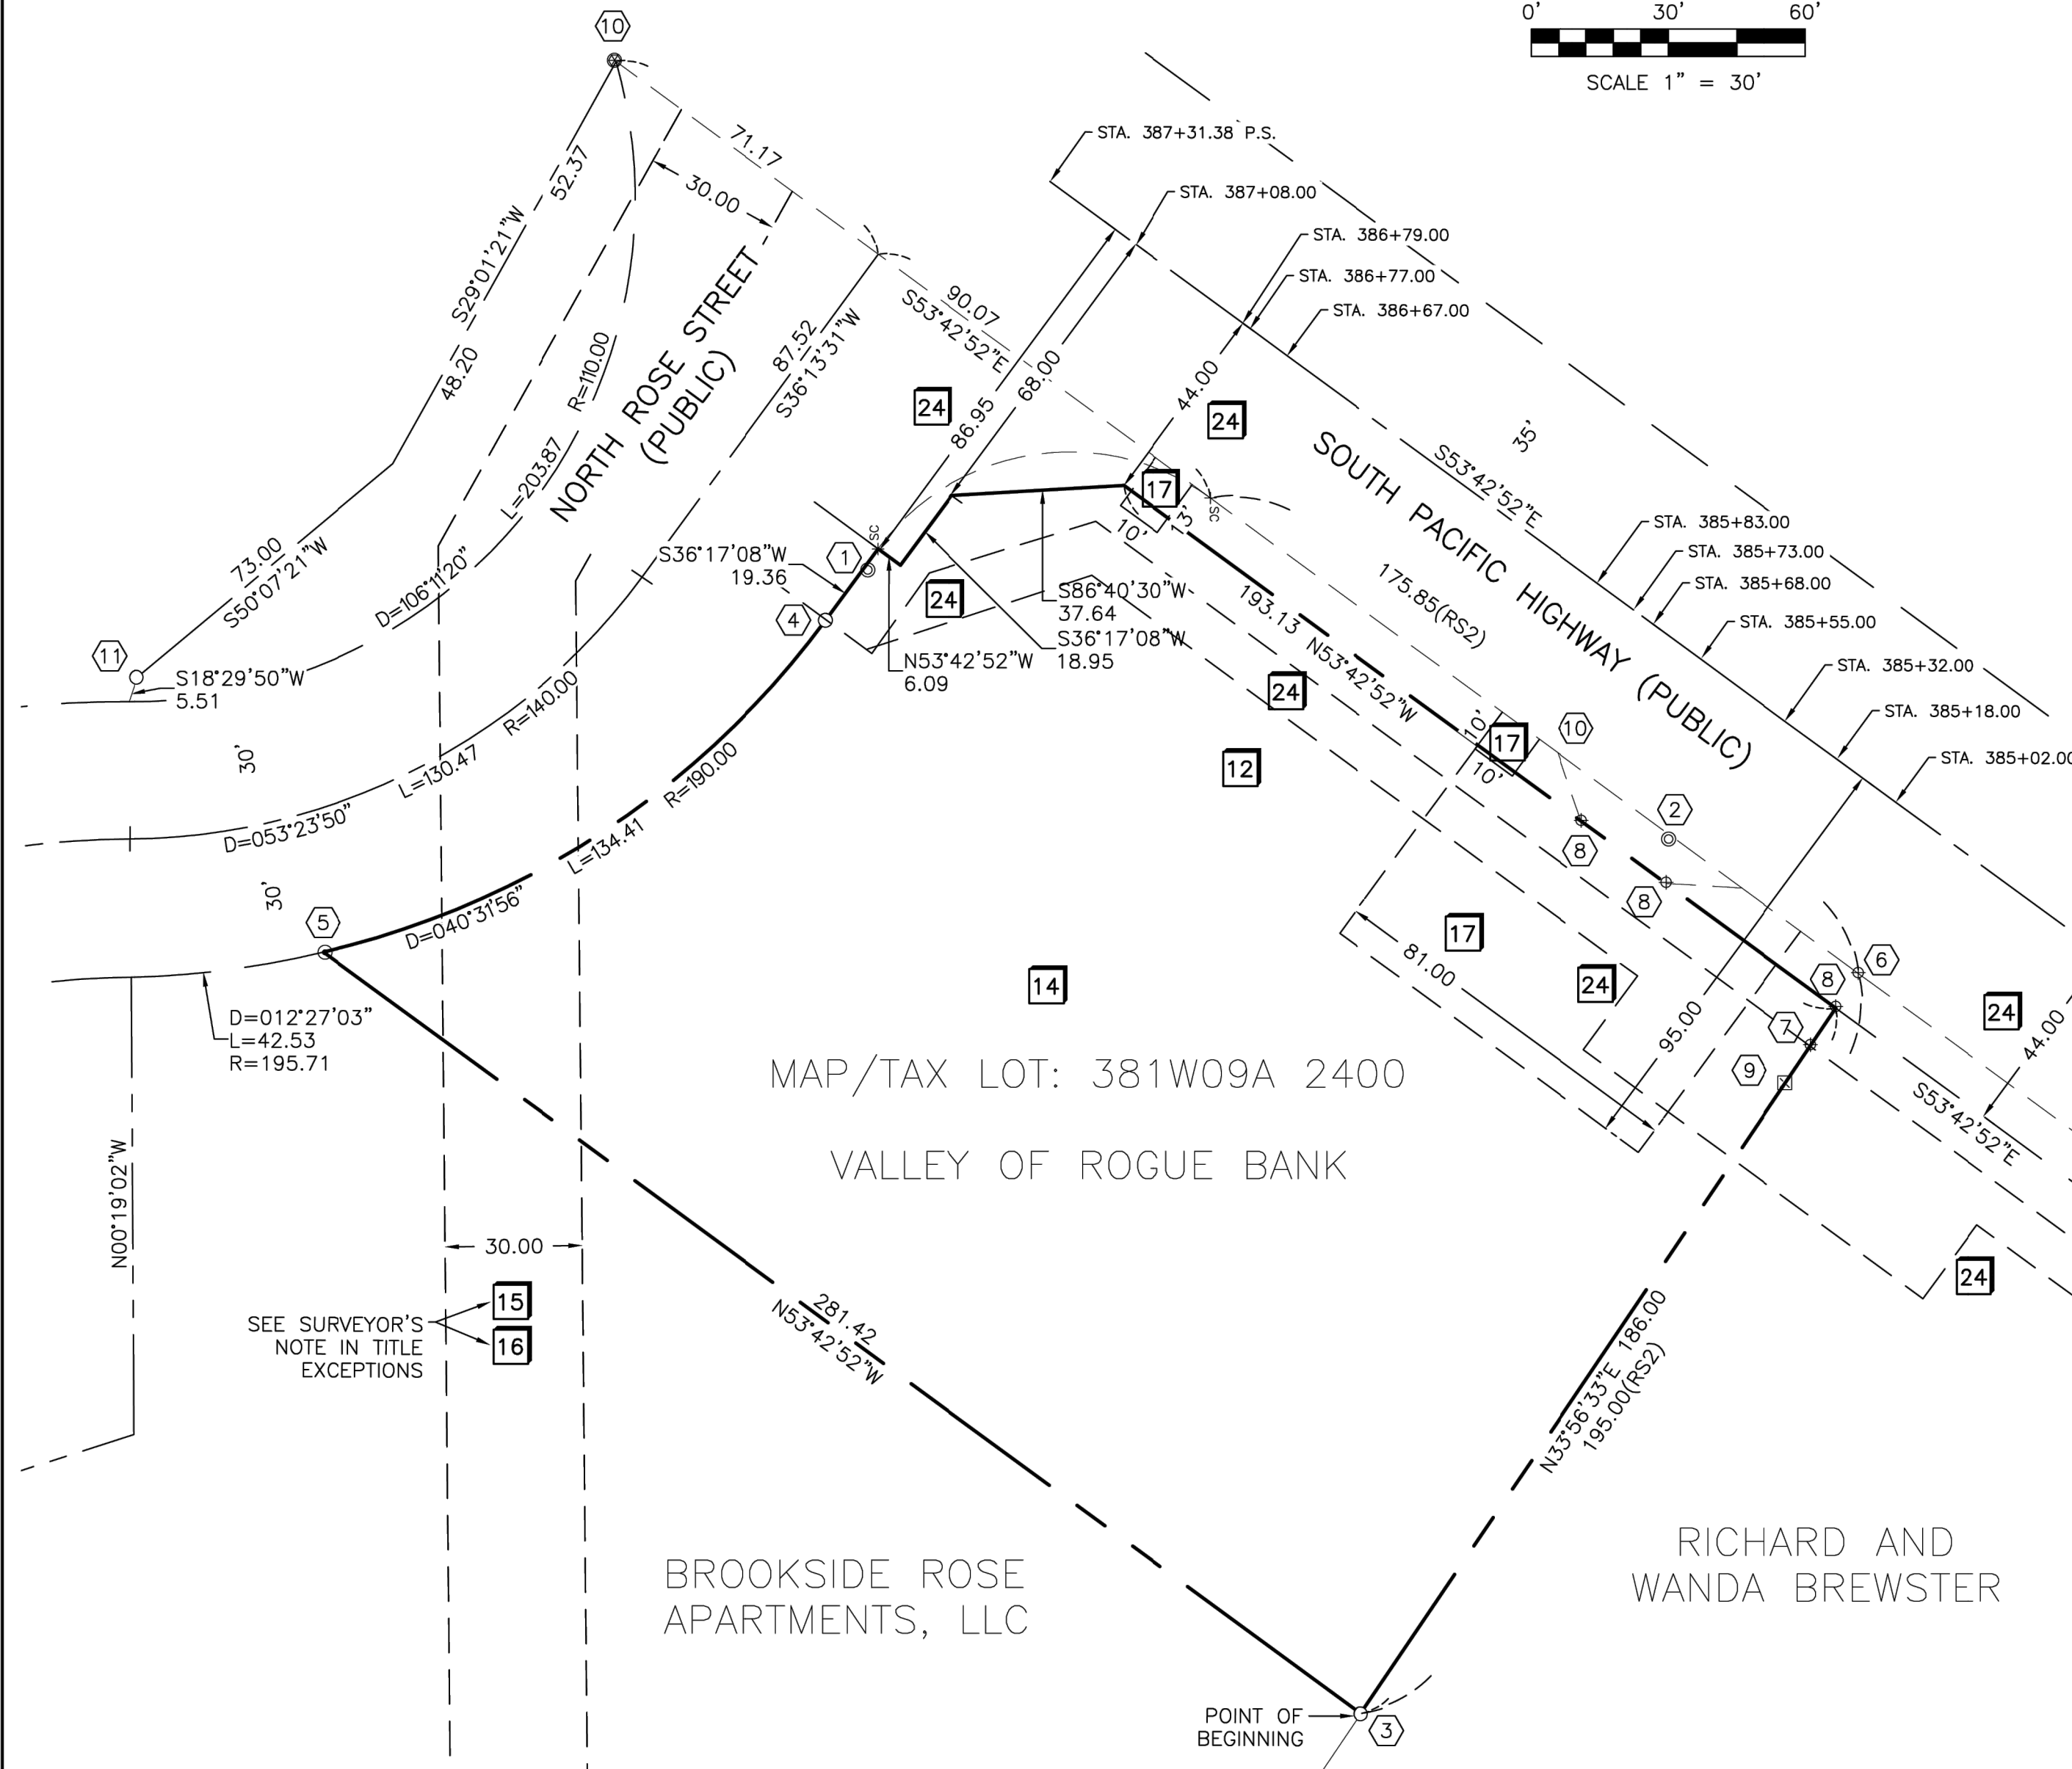 0' 30' 60'
SCALE 1" = 30'
10
71.17
30.00
S29°01'21"W
52.37
48.20
73.00
S50°07'21"W
11
S18°29'50"W
5.51
NORTH ROSE STREET
(PUBLIC)
R=110.00
L=203.87
D=106°11'20"
87.52
S36°13'31"W
90.07
S53°42'52"E
STA. 387+31.38 P.S.
STA. 387+08.00
STA. 386+79.00
STA. 386+77.00
STA. 386+67.00
86.95
68.00
44.00
24
24
17
10'
13'
SC
SC
1
4
S36°17'08"W
19.36
24
N53°42'52"W
6.09
S86°40'30"W
37.64
S36°17'08"W
18.95
SOUTH PACIFIC HIGHWAY (PUBLIC)
S53°42'52"E
35'
STA. 385+83.00
STA. 385+73.00
STA. 385+68.00
STA. 385+55.00
STA. 385+32.00
STA. 385+18.00
STA. 385+02.00
175.85(RS2)
193.13 N53°42'52"W
24
12
10'
17
10'
10
2
8
8
6
8
7
9
17
81.00
24
95.00
24
44.00
S53°42'52"E
24
30'
30'
R=140.00
L=130.47
D=053°23'50"
R=190.00
L=134.41
D=040°31'56"
5
D=012°27'03"
L=42.53
R=195.71
N00°19'02"W
14
MAP/TAX LOT: 381W09A 2400
VALLEY OF ROGUE BANK
30.00
15
16
SEE SURVEYOR'S
NOTE IN TITLE
EXCEPTIONS
281.42
N53°42'52"W
N33°56'33"E 186.00
195.00(RS2)
BROOKSIDE ROSE
APARTMENTS, LLC
RICHARD AND
WANDA BREWSTER
POINT OF
BEGINNING
3